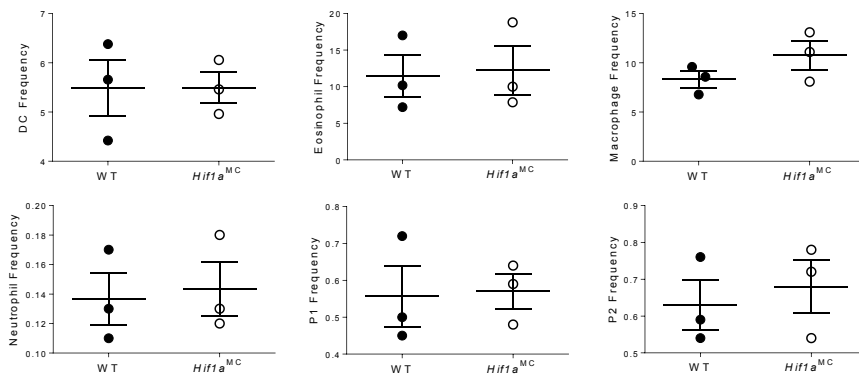 DC Frequency
7
6
5
4
WT
Hif1a^MC
Eosinophil Frequency
20
15
10
5
0
WT
Hif1a^MC
Macrophage Frequency
15
10
5
0
WT
Hif1a^MC
Neutrophil Frequency
0.20
0.18
0.16
0.14
0.12
0.10
WT
Hif1a^MC
P1 Frequency
0.8
0.7
0.6
0.5
0.4
WT
Hif1a^MC
P2 Frequency
0.9
0.8
0.7
0.6
0.5
WT
Hif1a^MC